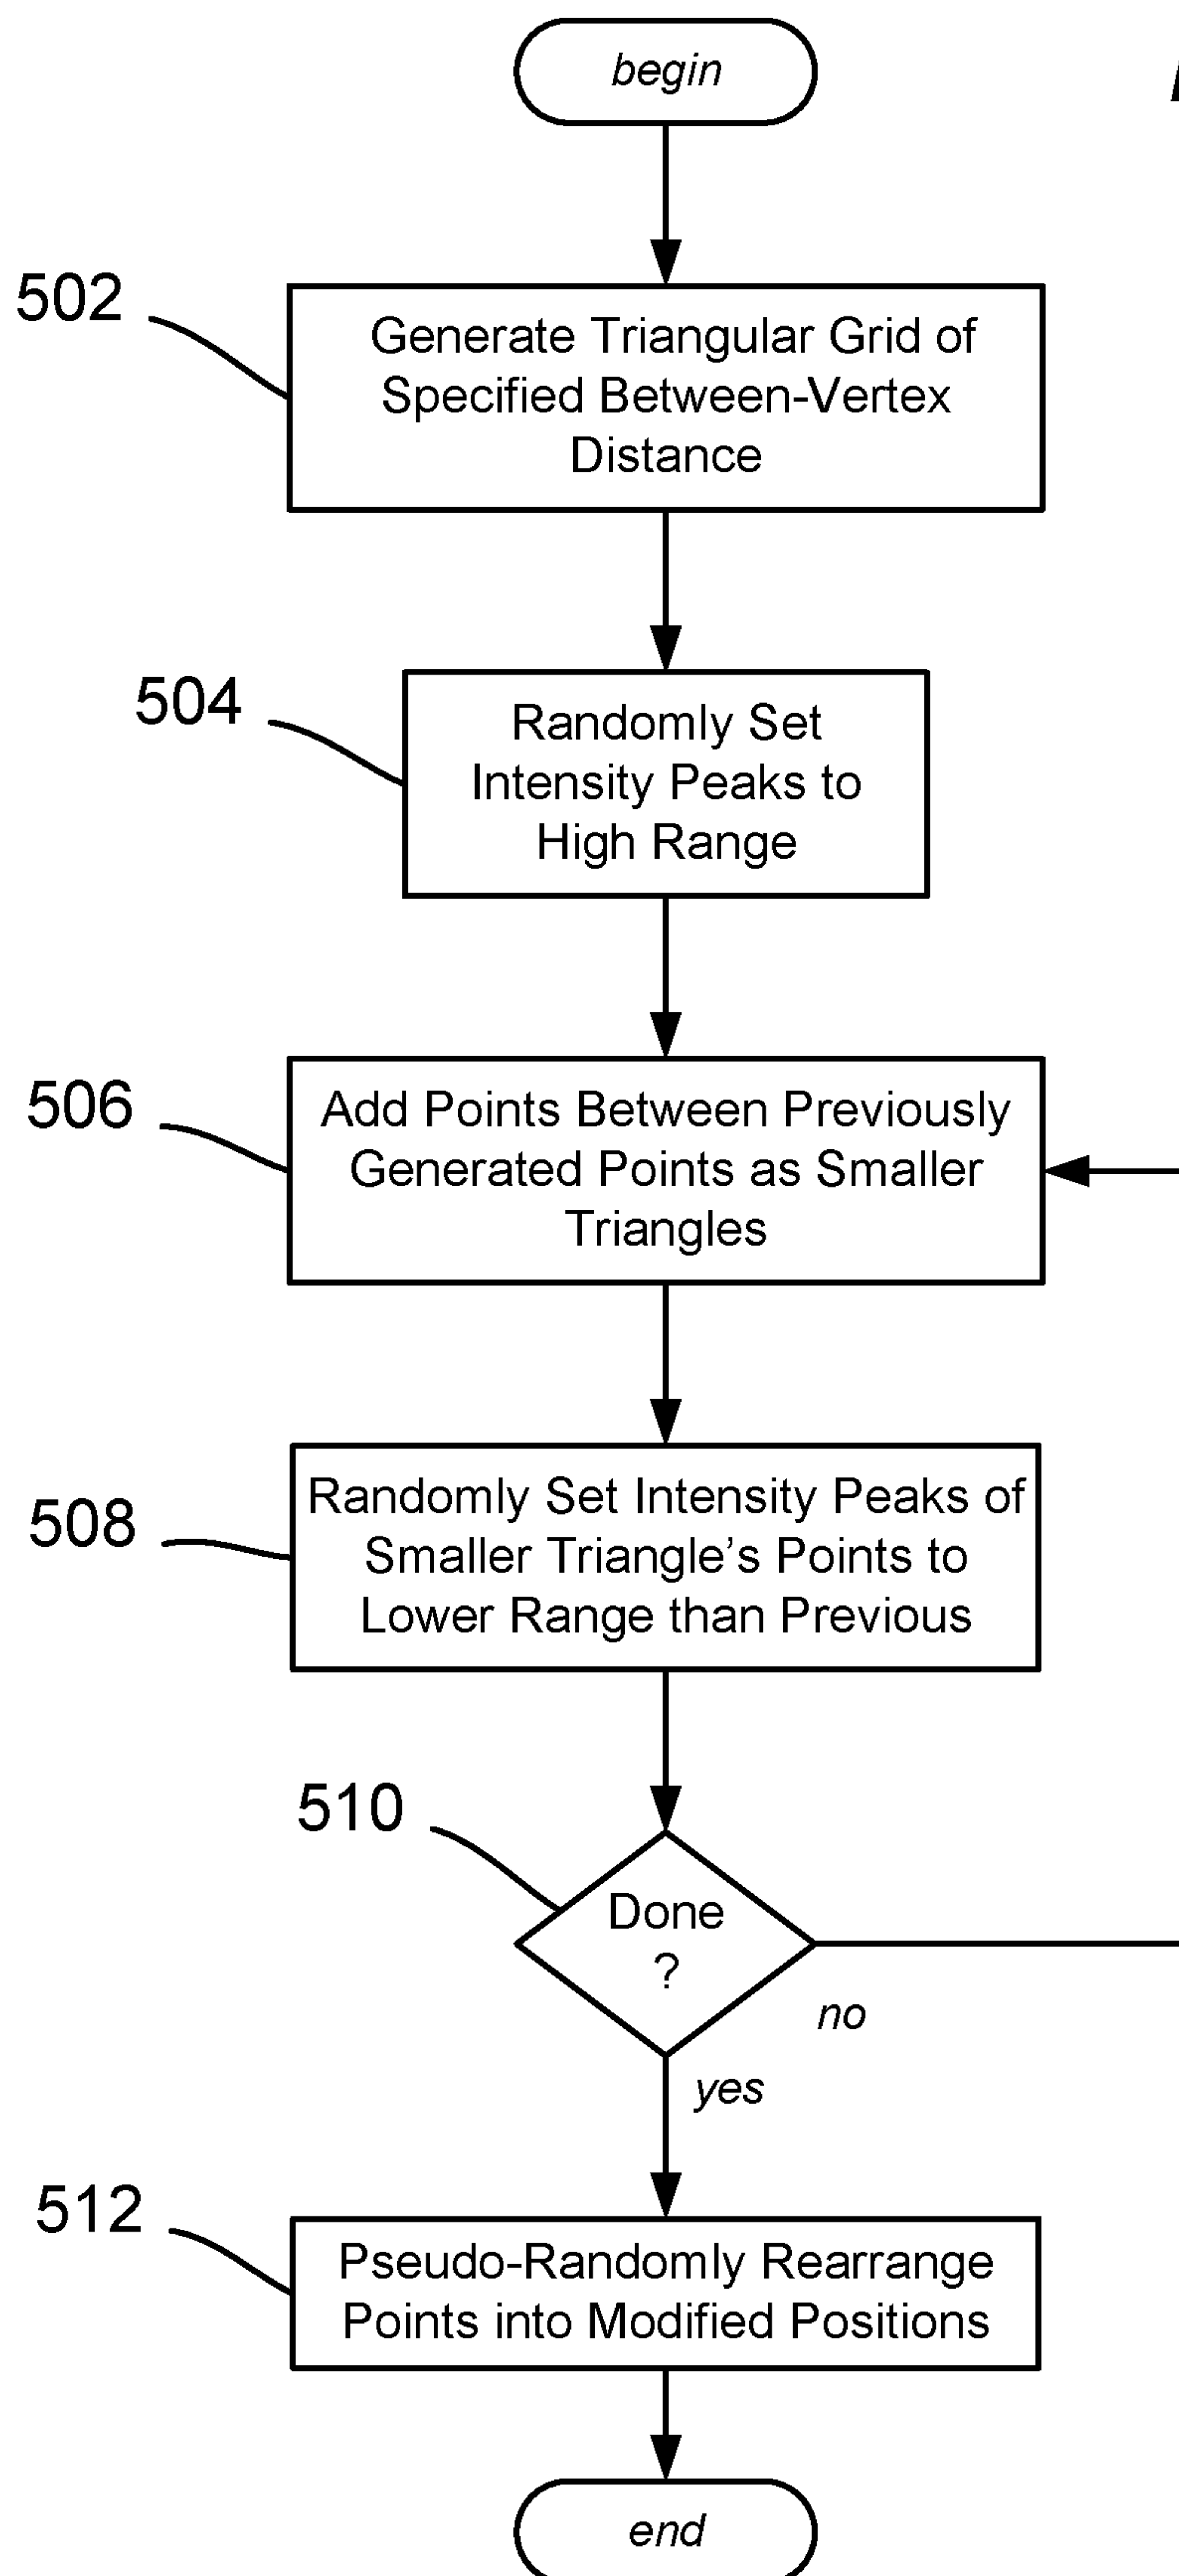 begin
502
Generate Triangular Grid of
Specified Between-Vertex
Distance
504
Randomly Set
Intensity Peaks to
High Range
506
Add Points Between Previously
Generated Points as Smaller
Triangles
508
Randomly Set Intensity Peaks of
Smaller Triangle’s Points to
Lower Range than Previous
510
Done
?
no
yes
512
Pseudo-Randomly Rearrange
Points into Modified Positions
end